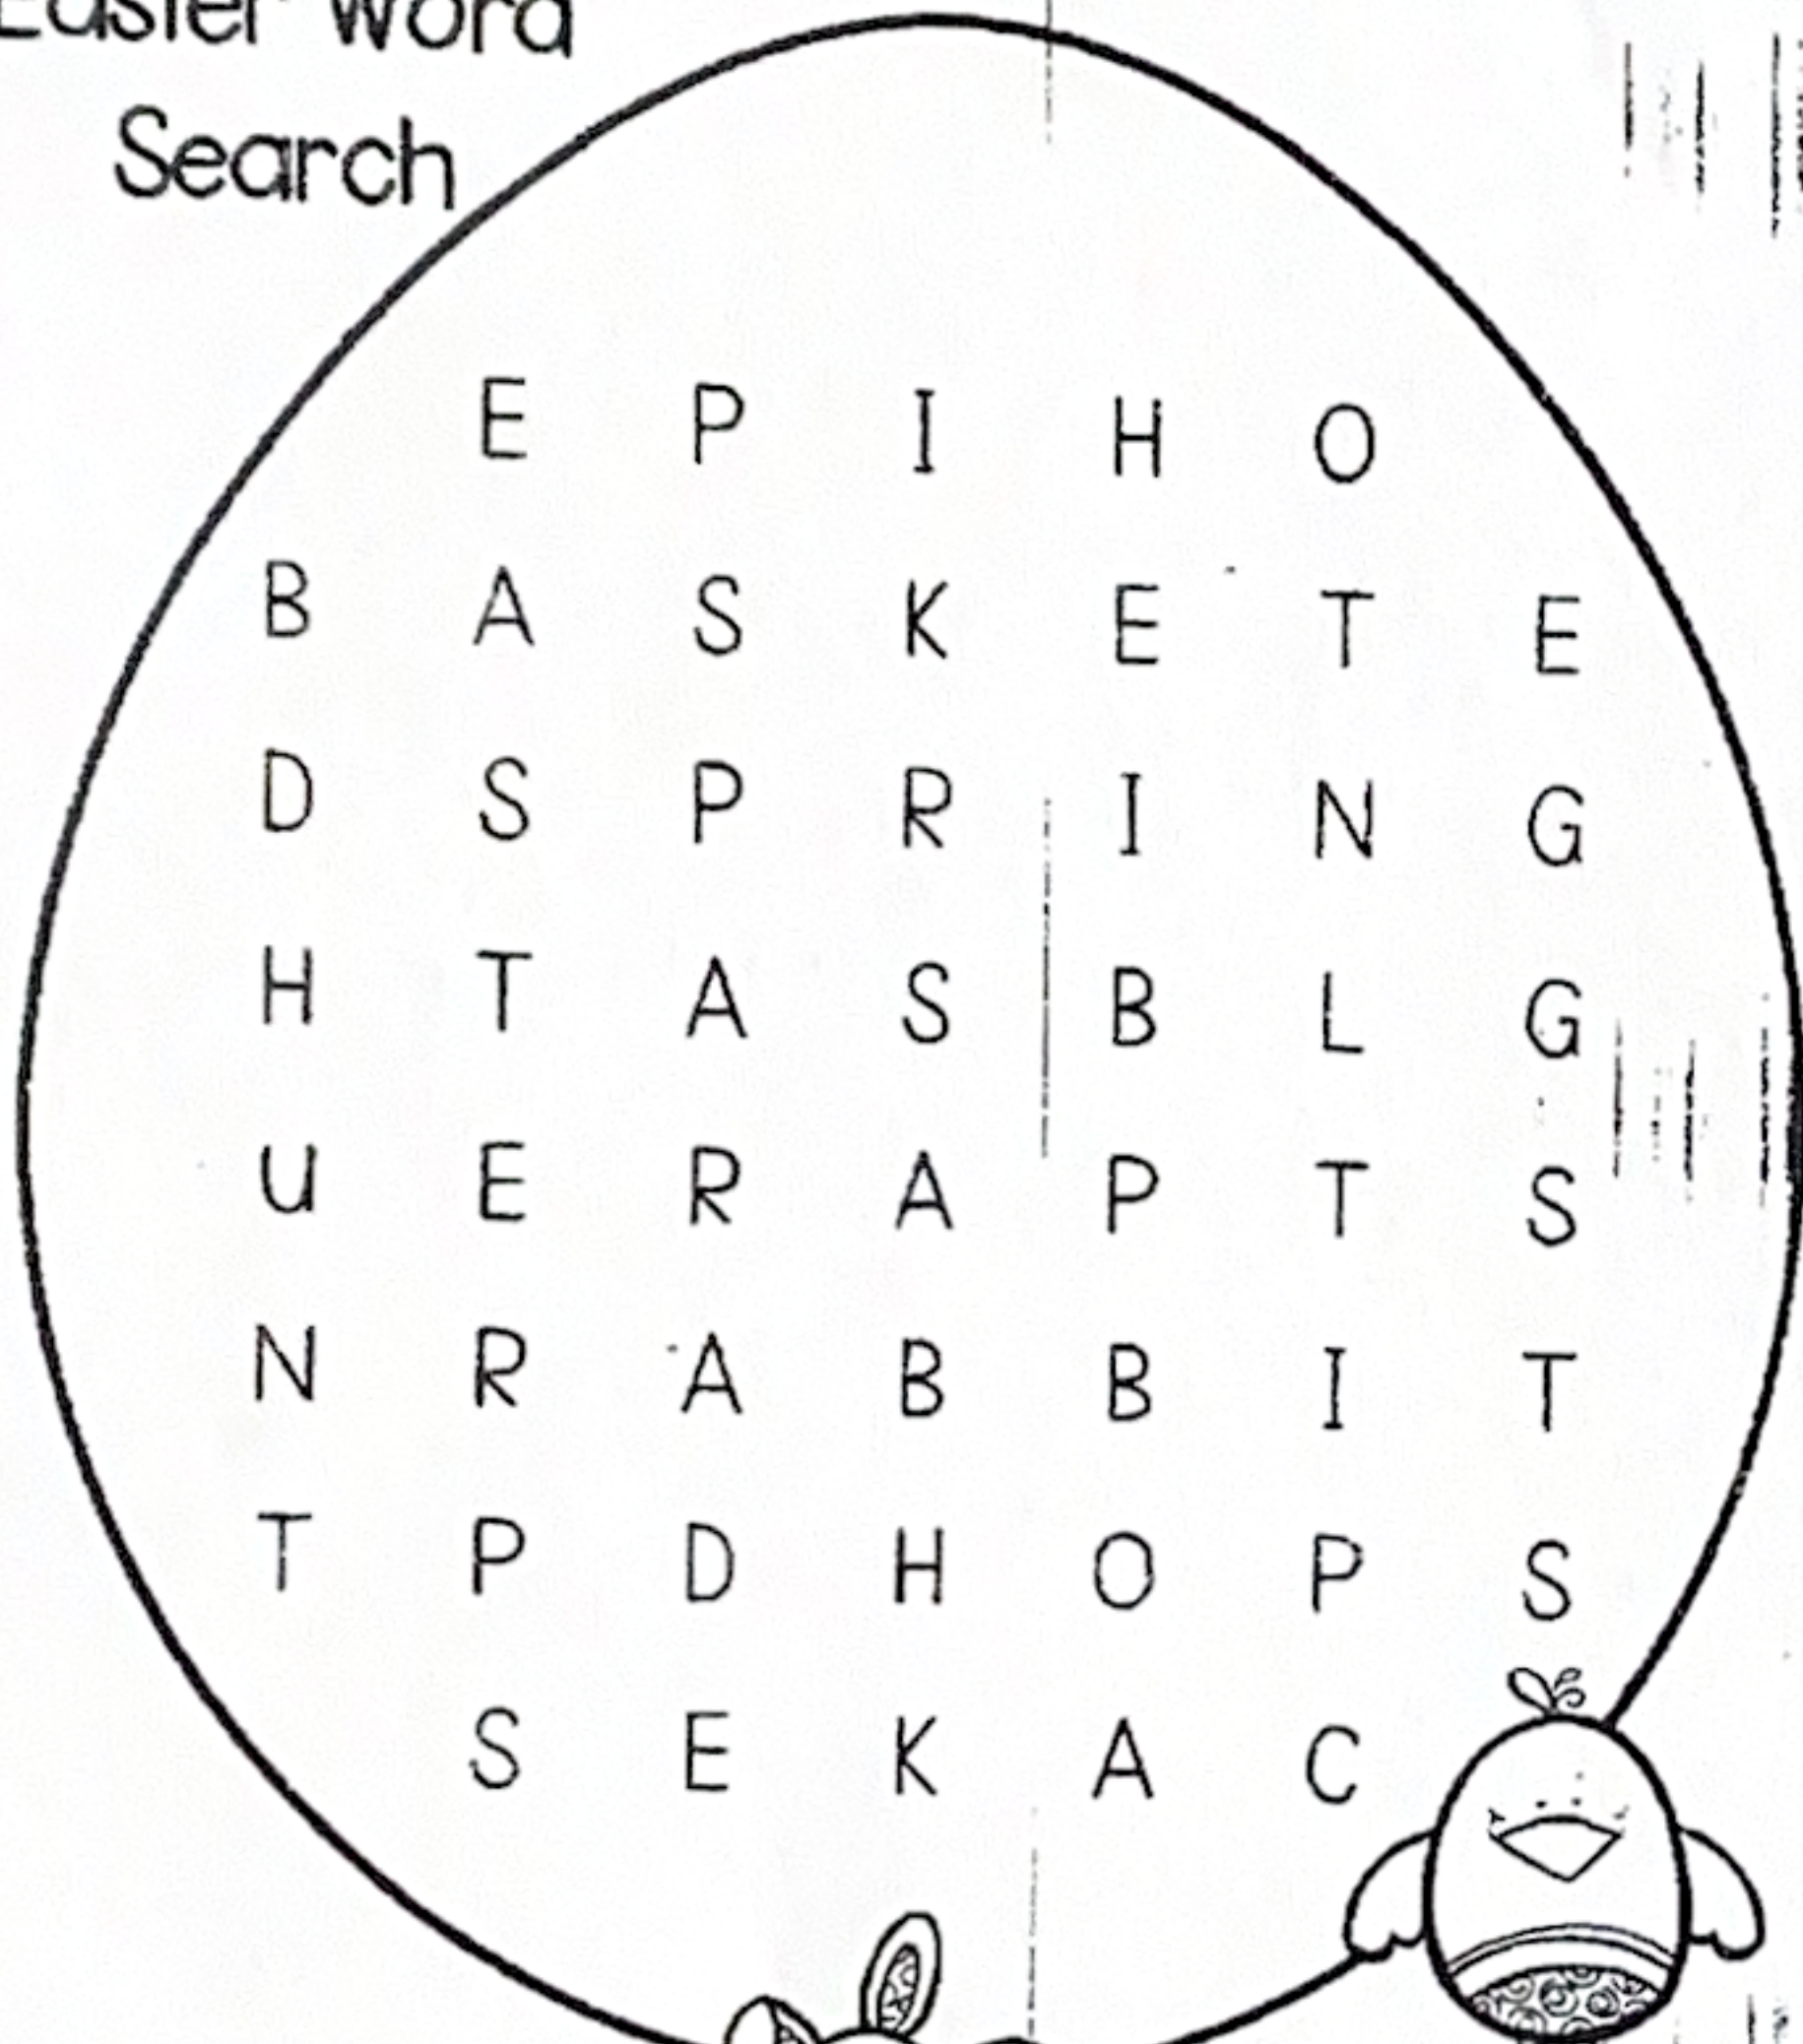 Easter Word
Search
E P I H O
B A S K E T E
D S P R I N G
H T A S B L G
U E R A P T S
N R A B B I T
T P D H O P S
S E K A C